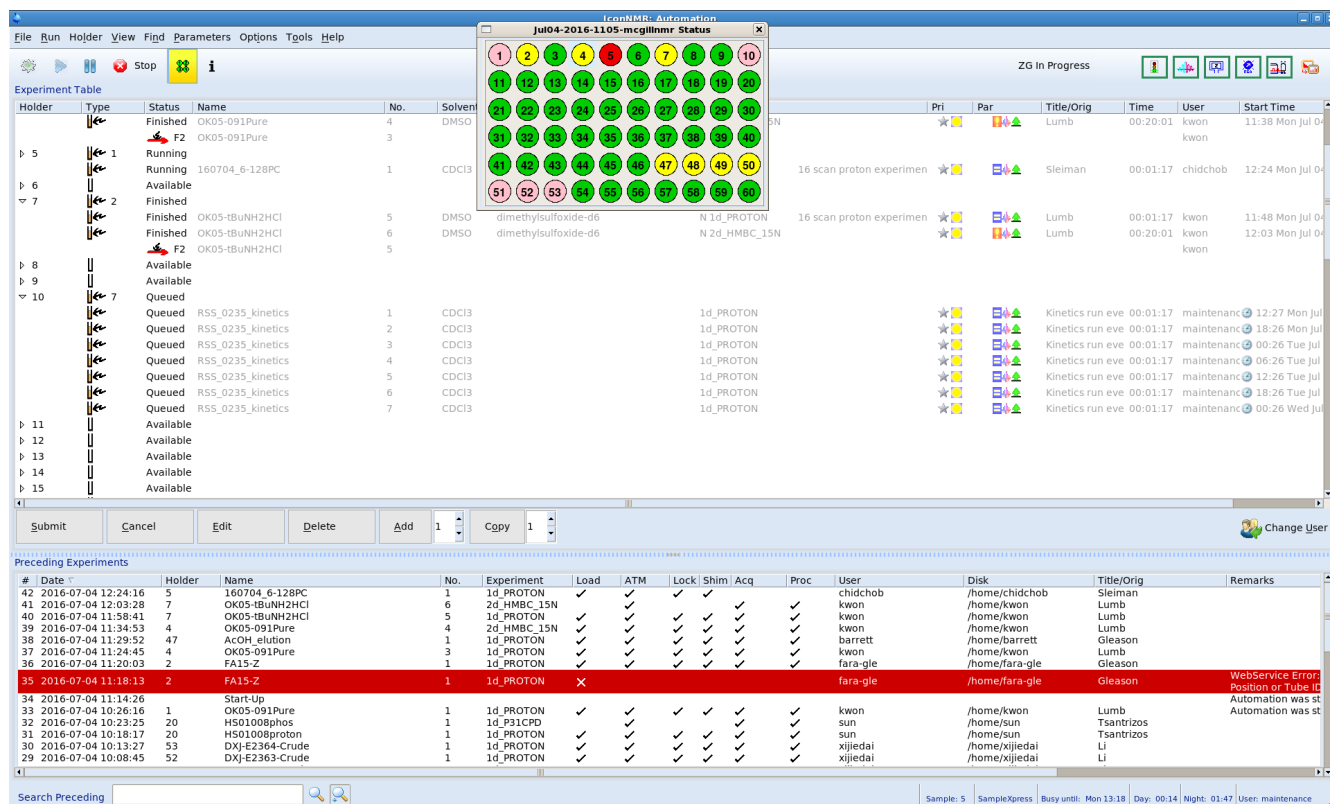 IconNMR: Automation
File Run Holder View Find Parameters Options Tools Help
Jul04-2016-1105-mcgillnmr Status
1 2 3 4 5 6 7 8 9 10
11 12 13 14 15 16 17 18 19 20
21 22 23 24 25 26 27 28 29 30
31 32 33 34 35 36 37 38 39 40
41 42 43 44 45 46 47 48 49 50
51 52 53 54 55 56 57 58 59 60
Stop i ZG In Progress
Experiment Table
Holder Type Status Name No. Solvent Pri Par Title/Orig Time User Start Time
Finished OK05-091Pure 4 DMSO 5N Lumb 00:20:01 kwon 11:38 Mon Jul 04
F2 OK05-091Pure 3 kwon
5 1 Running
Running 160704_6-128PC 1 CDCl3 16 scan proton experimen Sleiman 00:01:17 chidchob 12:24 Mon Jul 04
6 Available
7 2 Finished
Finished OK05-tBuNH2HCl 5 DMSO dimethylsulfoxide-d6 N 1d_PROTON 16 scan proton experimen Lumb 00:01:17 kwon 11:48 Mon Jul 04
Finished OK05-tBuNH2HCl 6 DMSO dimethylsulfoxide-d6 N 2d_HMBC_15N Lumb 00:20:01 kwon 12:03 Mon Jul 04
F2 OK05-tBuNH2HCl 5 kwon
8 Available
9 Available
10 7 Queued
Queued RSS_0235_kinetics 1 CDCl3 1d_PROTON Kinetics run eve 00:01:17 maintenanc 12:27 Mon Jul
Queued RSS_0235_kinetics 2 CDCl3 1d_PROTON Kinetics run eve 00:01:17 maintenanc 18:26 Mon Jul
Queued RSS_0235_kinetics 3 CDCl3 1d_PROTON Kinetics run eve 00:01:17 maintenanc 00:26 Tue Jul
Queued RSS_0235_kinetics 4 CDCl3 1d_PROTON Kinetics run eve 00:01:17 maintenanc 06:26 Tue Jul
Queued RSS_0235_kinetics 5 CDCl3 1d_PROTON Kinetics run eve 00:01:17 maintenanc 12:26 Tue Jul
Queued RSS_0235_kinetics 6 CDCl3 1d_PROTON Kinetics run eve 00:01:17 maintenanc 18:26 Tue Jul
Queued RSS_0235_kinetics 7 CDCl3 1d_PROTON Kinetics run eve 00:01:17 maintenanc 00:26 Wed Jul
11 Available
12 Available
13 Available
14 Available
15 Available
Submit Cancel Edit Delete Add 1 Copy 1 Change User
Preceding Experiments
# Date Holder Name No. Experiment Load ATM Lock Shim Acq Proc User Disk Title/Orig Remarks
42 2016-07-04 12:24:16 5 160704_6-128PC 1 1d_PROTON chidchob /home/chidchob Sleiman
41 2016-07-04 12:03:28 7 OK05-tBuNH2HCl 6 2d_HMBC_15N kwon /home/kwon Lumb
40 2016-07-04 11:58:41 7 OK05-tBuNH2HCl 5 1d_PROTON kwon /home/kwon Lumb
39 2016-07-04 11:34:53 4 OK05-091Pure 4 2d_HMBC_15N kwon /home/kwon Lumb
38 2016-07-04 11:29:52 47 AcOH_elution 1 1d_PROTON barrett /home/barrett Gleason
37 2016-07-04 11:24:45 4 OK05-091Pure 3 1d_PROTON kwon /home/kwon Lumb
36 2016-07-04 11:20:03 2 FA15-Z 1 1d_PROTON fara-gle /home/fara-gle Gleason
35 2016-07-04 11:18:13 2 FA15-Z 1 1d_PROTON fara-gle /home/fara-gle Gleason WebService Error:
Position or Tube ID
34 2016-07-04 11:14:26 Start-Up Automation was st
33 2016-07-04 10:26:16 1 OK05-091Pure 1 1d_PROTON kwon /home/kwon Lumb Automation was st
32 2016-07-04 10:23:25 20 HS01008phos 1 1d_P31CPD sun /home/sun Tsantrizos
31 2016-07-04 10:18:17 20 HS01008proton 1 1d_PROTON sun /home/sun Tsantrizos
30 2016-07-04 10:13:27 53 DXJ-E2364-Crude 1 1d_PROTON xijiedai /home/xijiedai Li
29 2016-07-04 10:08:45 52 DXJ-E2363-Crude 1 1d_PROTON xijiedai /home/xijiedai Li
Search Preceding Sample: 5 SampleXpress Busy until: Mon 13:18 Day: 00:14 Night: 01:47 User: maintenance